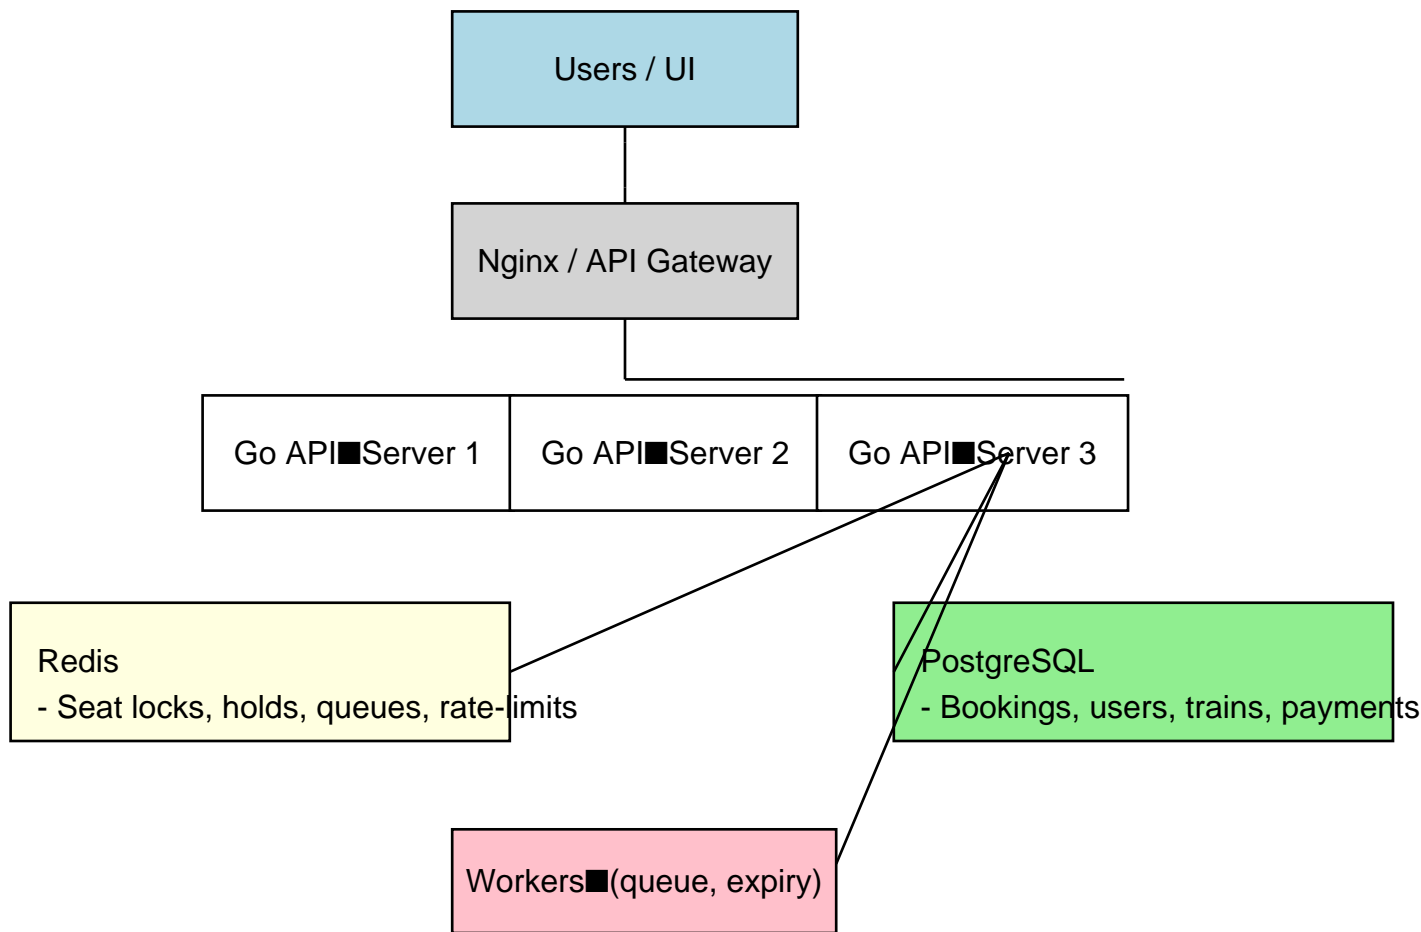 Users / UI
Nginx / API Gateway
Go API■Server 1
Go API■Server 2
Go API■Server 3
Redis
- Seat locks, holds, queues, rate-limits
PostgreSQL
- Bookings, users, trains, payments
Workers■(queue, expiry)